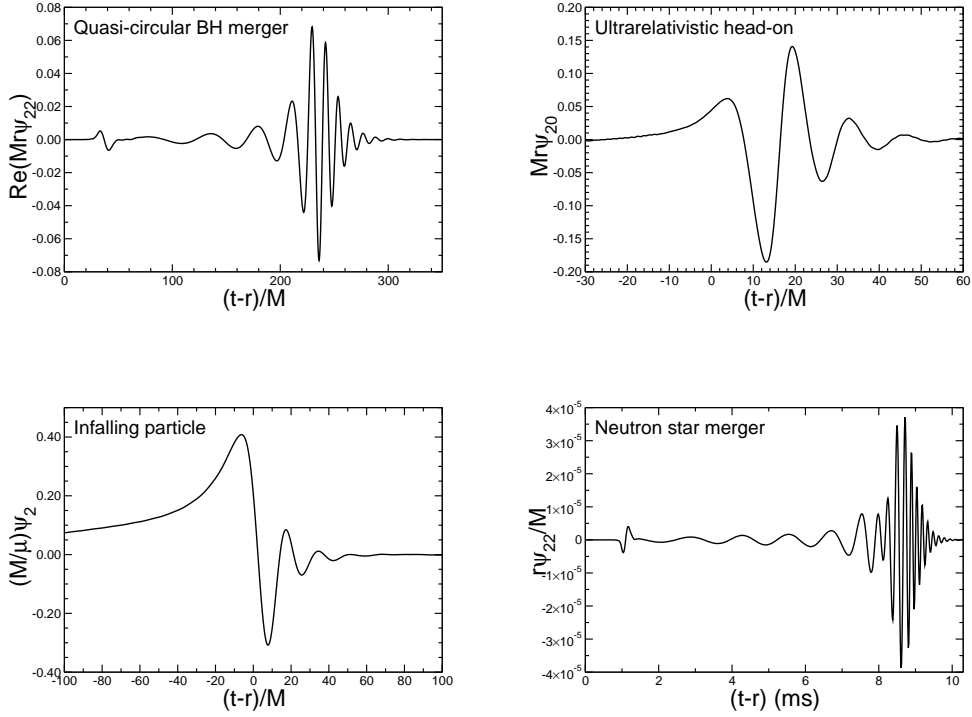 Quasi-circular BH merger
Re(Mrψ22)
0.08
0.06
0.04
0.02
0.00
-0.02
-0.04
-0.06
-0.08
0 100 200 300
(t-r)/M
Ultrarelativistic head-on
Mrψ20
0.20
0.15
0.10
0.05
0.00
-0.05
-0.10
-0.15
-0.20
-30 -20 -10 0 10 20 30 40 50 60
(t-r)/M
Infalling particle
(M/μ)ψ2
0.40
0.20
0.00
-0.20
-0.40
-100 -80 -60 -40 -20 0 20 40 60 80 100
(t-r)/M
Neutron star merger
rψ22/M
4×10-5
3×10-5
2×10-5
1×10-5
0
-1×10-5
-2×10-5
-3×10-5
-4×10-5
0 2 4 6 8 10
(t-r) (ms)